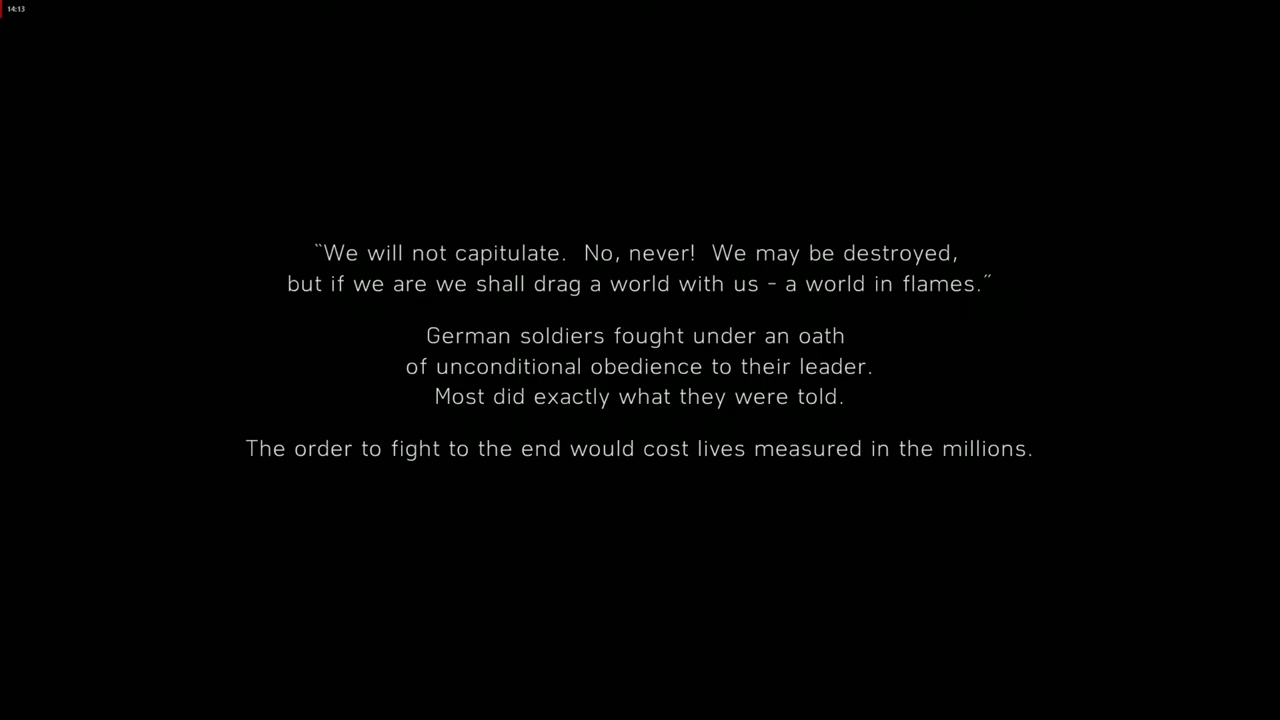 14:13
“We will not capitulate. No, never! We may be destroyed,
but if we are we shall drag a world with us - a world in flames.”
German soldiers fought under an oath
of unconditional obedience to their leader.
Most did exactly what they were told.
The order to fight to the end would cost lives measured in the millions.